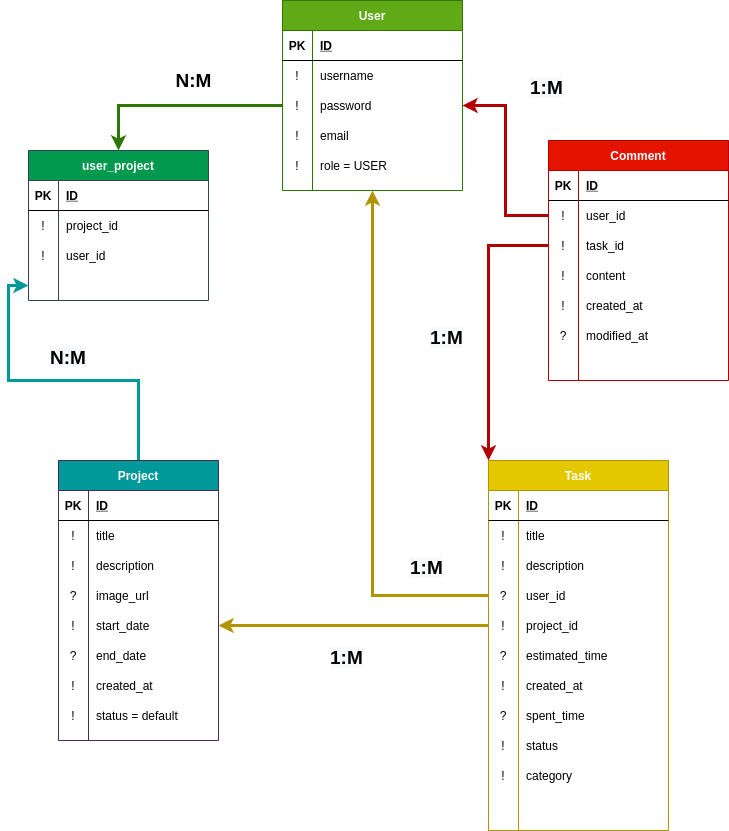 User
PK ID
! username
! password
! email
! role = USER
N:M
1:M
user_project
PK ID
! project_id
! user_id
Comment
PK ID
! user_id
! task_id
! content
! created_at
? modified_at
1:M
N:M
Project
PK ID
! title
! description
? image_url
! start_date
? end_date
! created_at
! status = default
1:M
1:M
Task
PK ID
! title
! description
? user_id
! project_id
? estimated_time
! created_at
? spent_time
! status
! category